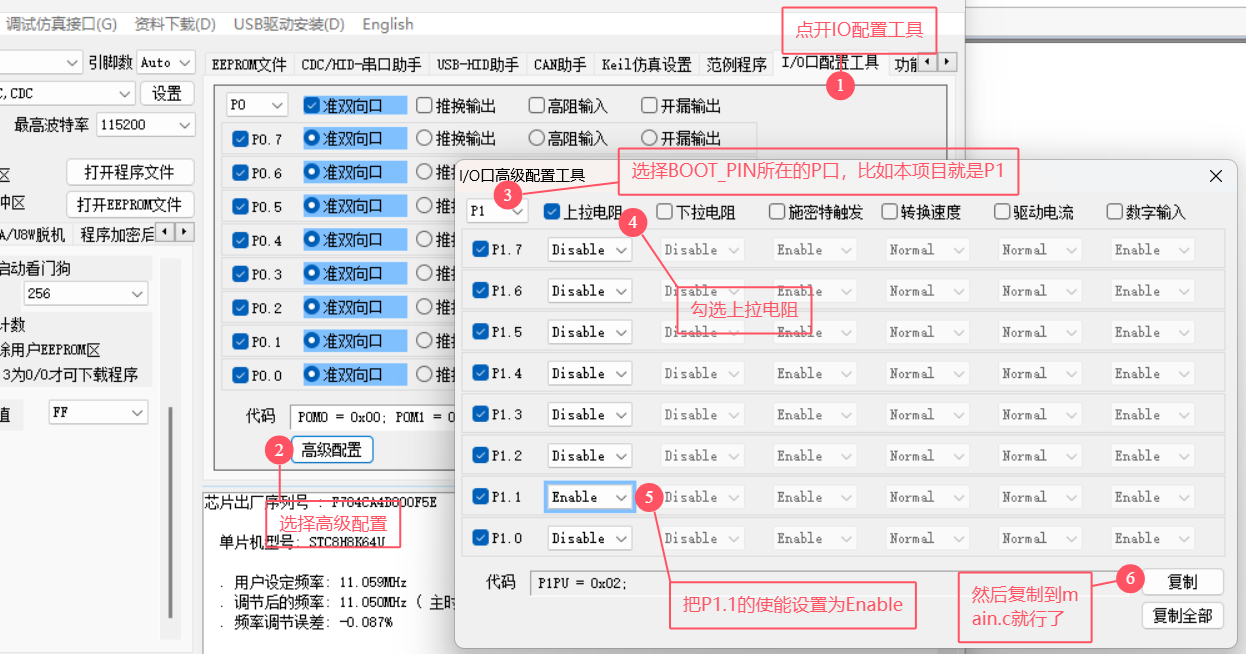 调试仿真接口(G) 资料下载(D) USB驱动安装(D) English
点开IO配置工具
引脚数 Auto
EEPROM文件 CDC/HID-串口助手 USB-HID助手 CAN助手 Keil仿真设置 范例程序 I/O口配置工具
1
,CDC 设置
最高波特率 115200
打开程序文件
冲区 打开EEPROM文件
A/U8W脱机 程序加密后
启动看门狗
256
计数
除用户EEPROM区
3为0/0才可下载程序
值 FF
P0 准双向口 推挽输出 高阻输入 开漏输出
P0.7 准双向口 推挽输出 高阻输入 开漏输出
P0.6 准双向口
P0.5 准双向口
P0.4 准双向口
P0.3 准双向口
P0.2 准双向口
P0.1 准双向口
P0.0 准双向口
代码 P0M0 = 0x00; P0M1 = 0
2 高级配置
选择高级配置
芯片出厂序列号 : F784CA4D800F5E
单片机型号: STC8H8K64U
. 用户设定频率: 11.059MHz
. 调节后的频率: 11.050MHz ( 主时
. 频率调节误差: -0.087%
I/O口高级配置工具
选择BOOT_PIN所在的P口，比如本项目就是P1
3
P1 上拉电阻 下拉电阻 施密特触发 转换速度 驱动电流 数字输入
4
P1.7 Disable Disable Enable Normal Normal Enable
P1.6 Disable Disable Enable Normal Normal Enable
勾选上拉电阻
P1.5 Disable Disable Enable Normal Normal Enable
P1.4 Disable Disable Enable Normal Normal Enable
P1.3 Disable Disable Enable Normal Normal Enable
P1.2 Disable Disable Enable Normal Normal Enable
P1.1 Enable 5 Disable Enable Normal Normal Enable
P1.0 Disable Disable Enable Normal Normal Enable
代码 P1PU = 0x02;
把P1.1的使能设置为Enable
6 复制
然后复制到m
ain.c就行了
复制全部